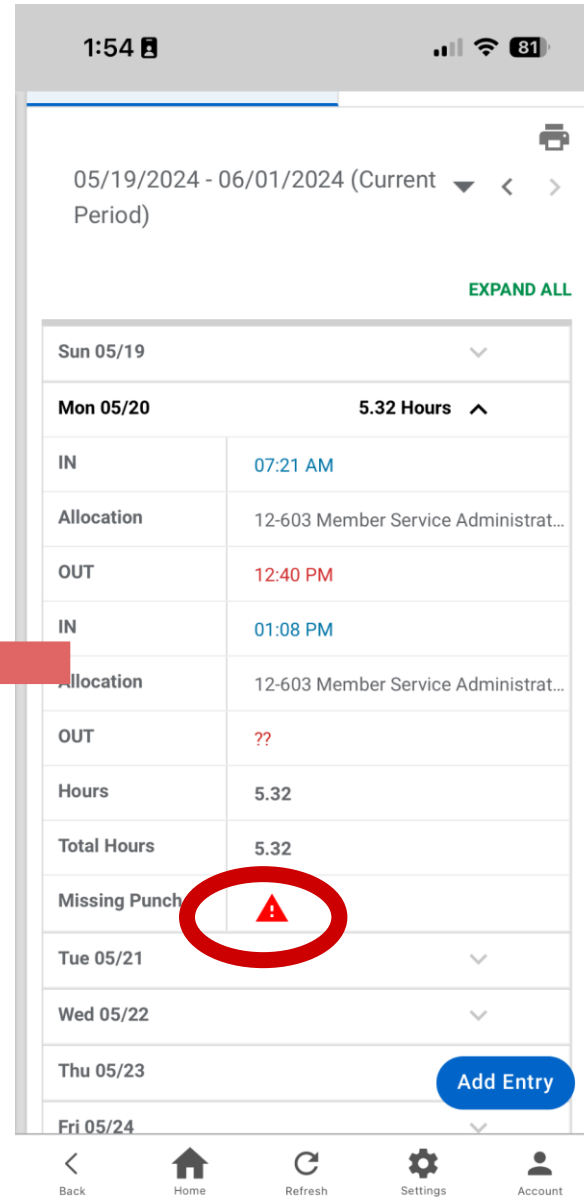 1:54
81
05/19/2024 - 06/01/2024 (Current
Period)
EXPAND ALL
Sun 05/19
Mon 05/20 5.32 Hours
IN 07:21 AM
Allocation 12-603 Member Service Administrat...
OUT 12:40 PM
IN 01:08 PM
Allocation 12-603 Member Service Administrat...
OUT ??
Hours 5.32
Total Hours 5.32
Missing Punch
Tue 05/21
Wed 05/22
Thu 05/23
Add Entry
Fri 05/24
Back Home Refresh Settings Account